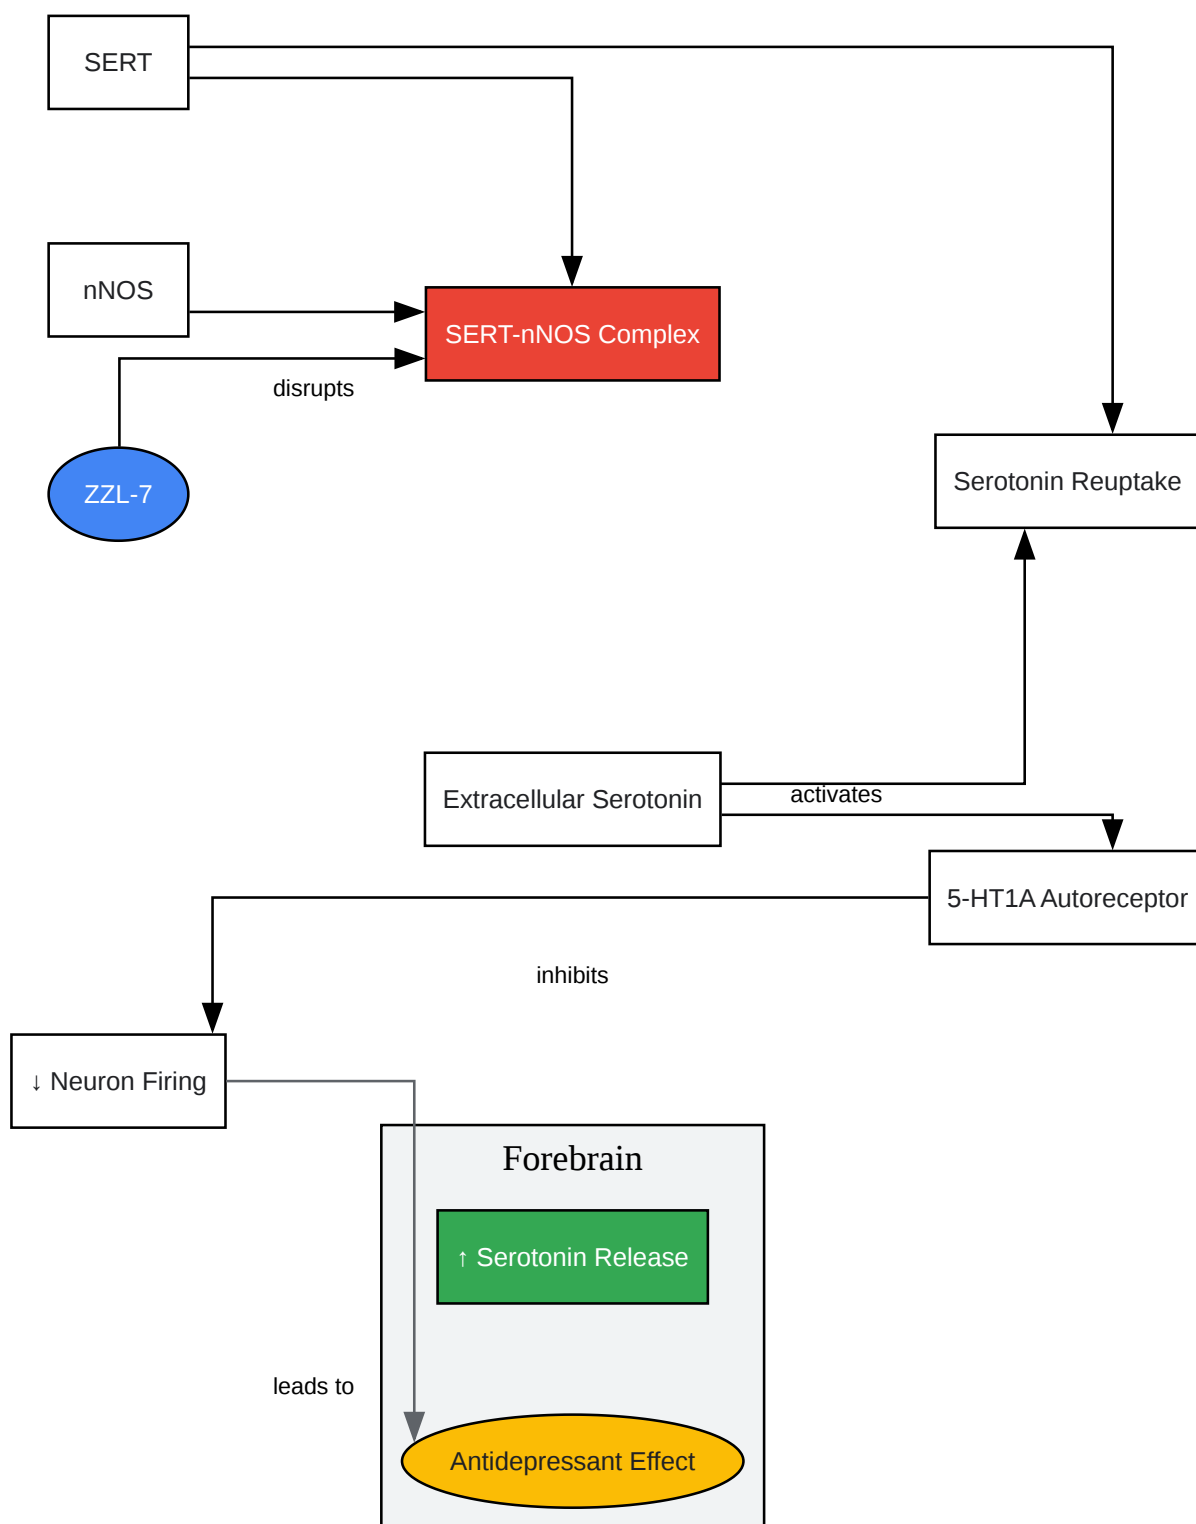 SERT
nNOS
SERT-nNOS Complex
disrupts
ZZL-7
Serotonin Reuptake
Extracellular Serotonin
activates
5-HT1A Autoreceptor
inhibits
↓ Neuron Firing
Forebrain
↑ Serotonin Release
leads to
Antidepressant Effect